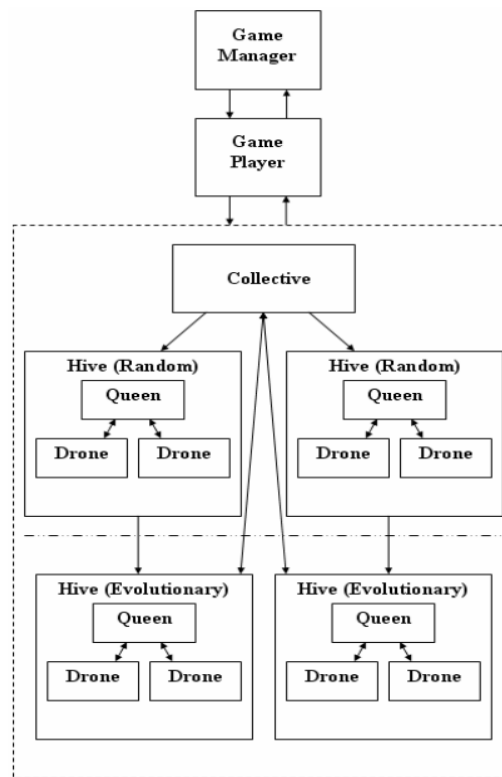 Game
Manager
Game
Player
Collective
Hive (Random)
Queen
Drone
Drone
Hive (Random)
Queen
Drone
Drone
Hive (Evolutionary)
Queen
Drone
Drone
Hive (Evolutionary)
Queen
Drone
Drone